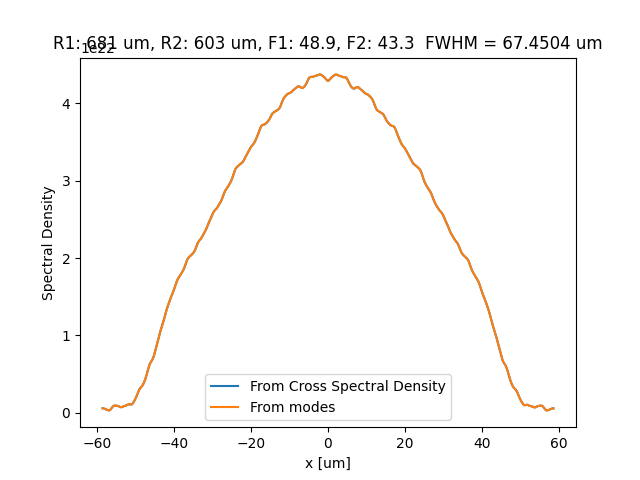 R1: 681 um, R2: 603 um, F1: 48.9, F2: 43.3 FWHM = 67.4504 um
1e22
4
3
2
1
0
Spectral Density
From Cross Spectral Density
From modes
−60 −40 −20 0 20 40 60
x [um]